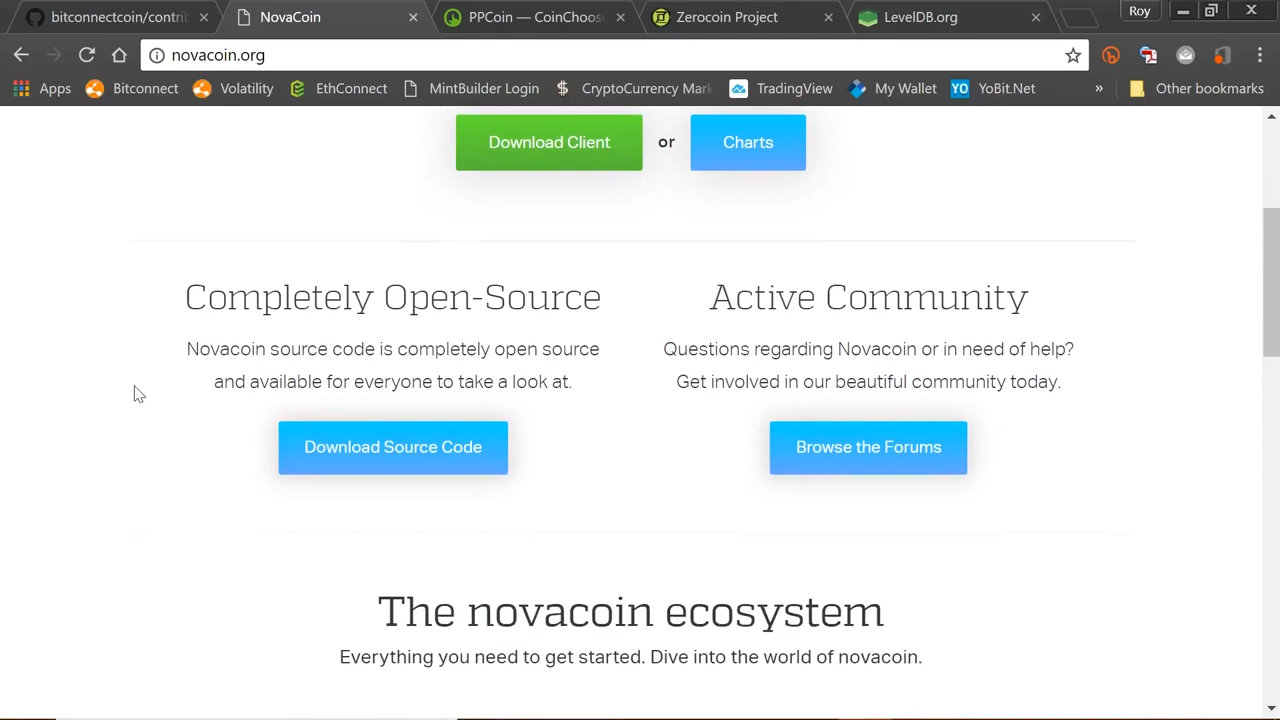 bitconnectcoin/contril
NovaCoin
PPCoin — CoinChoose
Zerocoin Project
LevelDB.org
Roy
novacoin.org
Apps
Bitconnect
Volatility
EthConnect
MintBuilder Login
CryptoCurrency Mark
TradingView
My Wallet
YO
YoBit.Net
»
Other bookmarks
Download Client
or
Charts
Completely Open-Source
Active Community
Novacoin source code is completely open source
and available for everyone to take a look at.
Questions regarding Novacoin or in need of help?
Get involved in our beautiful community today.
Download Source Code
Browse the Forums
The novacoin ecosystem
Everything you need to get started. Dive into the world of novacoin.